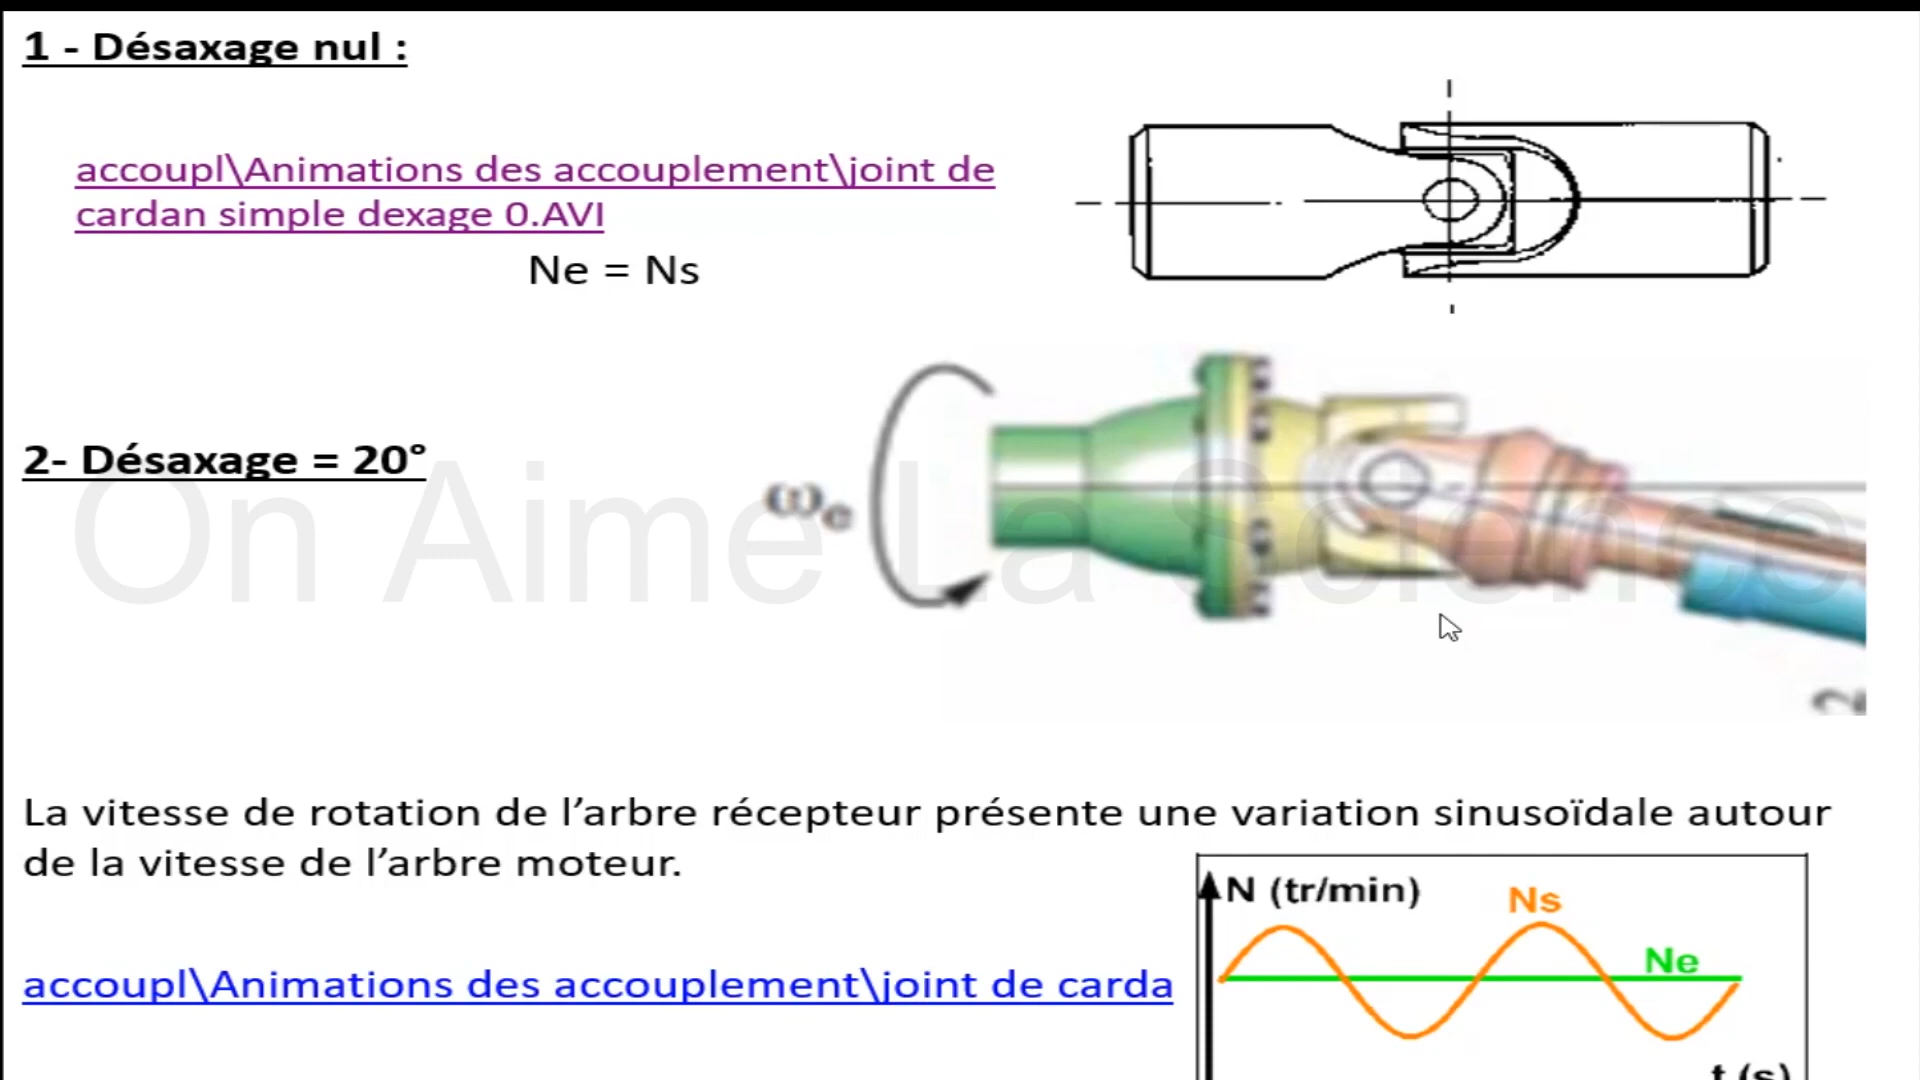 1 - Désaxage nul :
accoupl\Animations des accouplement\joint de
cardan simple dexage 0.AVI
Ne = Ns
2- Désaxage = 20°
ωe
On Aime La Science
La vitesse de rotation de l’arbre récepteur présente une variation sinusoïdale autour
de la vitesse de l’arbre moteur.
N (tr/min)
Ns
Ne
accoupl\Animations des accouplement\joint de carda
t (s)